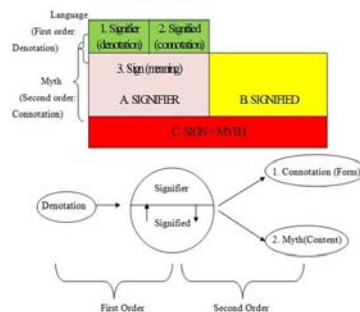 Language
(First order:
Denotation)
Myth
(Second order:
Connotation)
1. Signifier
(denotation)
2. Signified
(connotation)
3. Sign (meaning)
A. SIGNIFIER
B. SIGNIFIED
C. SIGN = MYTH
Denotation
Signifier
Signified
1. Connotation (Form)
2. Myth(Content)
First Order
Second Order